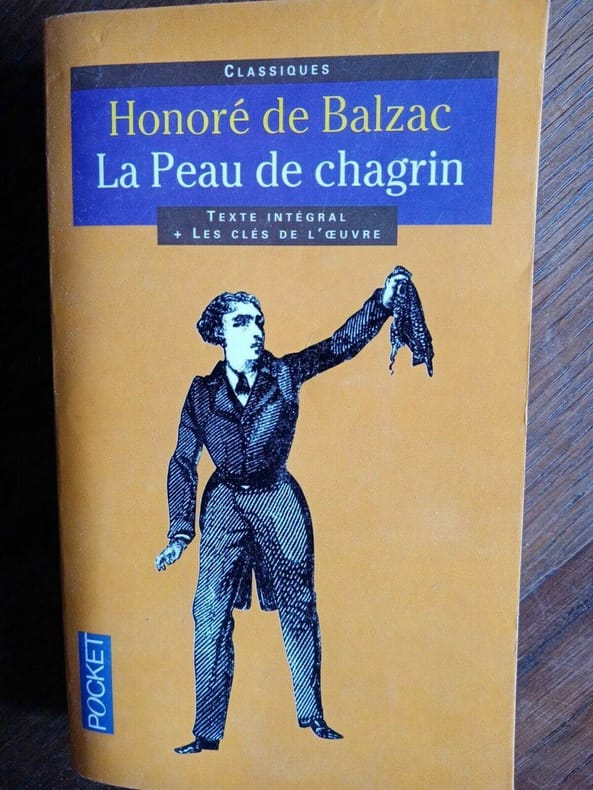 CLASSIQUES
Honoré de Balzac
La Peau de chagrin
TEXTE INTÉGRAL
+ LES CLÉS DE L'ŒUVRE
POCKET